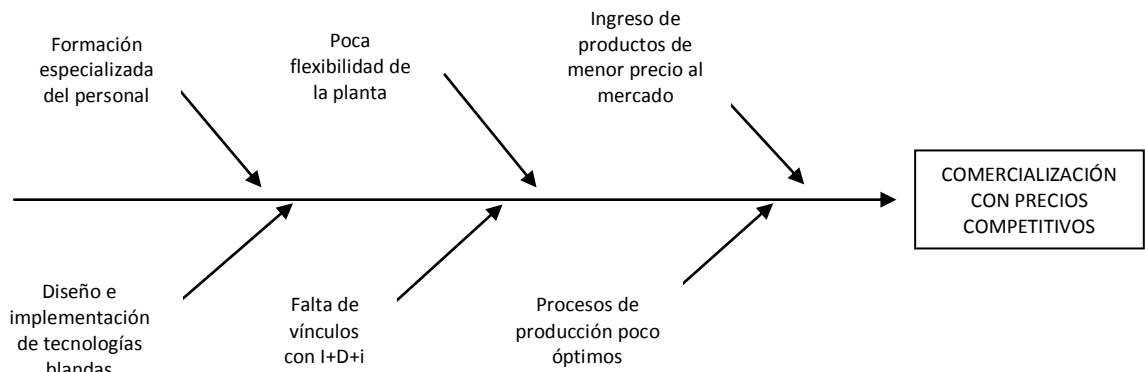 Formación
especializada
del personal
Poca
flexibilidad de
la planta
Ingreso de
productos de
menor precio al
mercado
COMERCIALIZACIÓN
CON PRECIOS
COMPETITIVOS
Diseño e
implementación
de tecnologías
blandas
Falta de
vínculos
con I+D+i
Procesos de
producción poco
óptimos